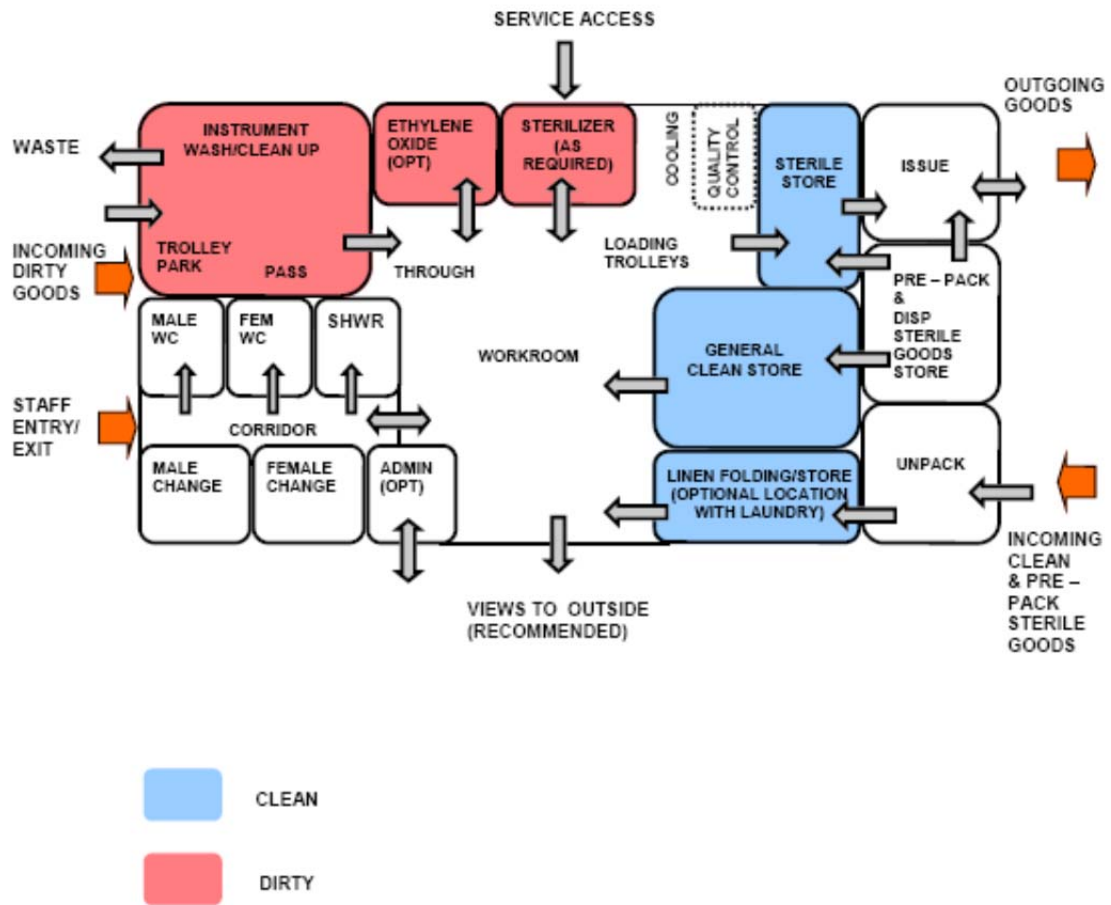 SERVICE ACCESS
OUTGOING
GOODS
WASTE
INSTRUMENT
WASH/CLEAN UP
ETHYLENE
OXIDE
(OPT)
STERILIZER
(AS
REQUIRED)
COOLING
QUALITY
CONTROL
STERILE
STORE
ISSUE
INCOMING
DIRTY
GOODS
TROLLEY
PARK
PASS
THROUGH
LOADING
TROLLEYS
PRE – PACK
&
DISP
STERILE
GOODS
STORE
MALE
WC
FEM
WC
SHWR
WORKROOM
GENERAL
CLEAN STORE
STAFF
ENTRY/
EXIT
CORRIDOR
MALE
CHANGE
FEMALE
CHANGE
ADMIN
(OPT)
LINEN FOLDING/STORE
(OPTIONAL LOCATION
WITH LAUNDRY)
UNPACK
INCOMING
CLEAN
& PRE –
PACK
STERILE
GOODS
VIEWS TO OUTSIDE
(RECOMMENDED)
CLEAN
DIRTY